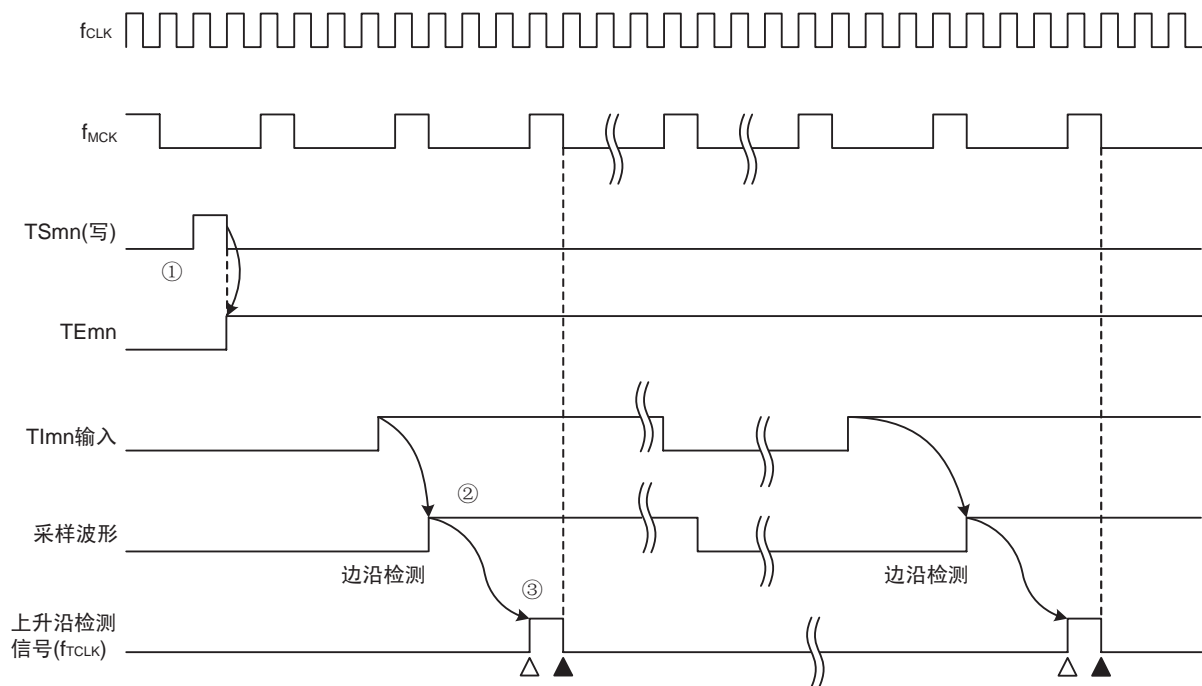 fCLK
fMCK
TSmn(写)
①
TEmn
TImn输入
②
采样波形
边沿检测
边沿检测
③
上升沿检测
信号(fTCLK)